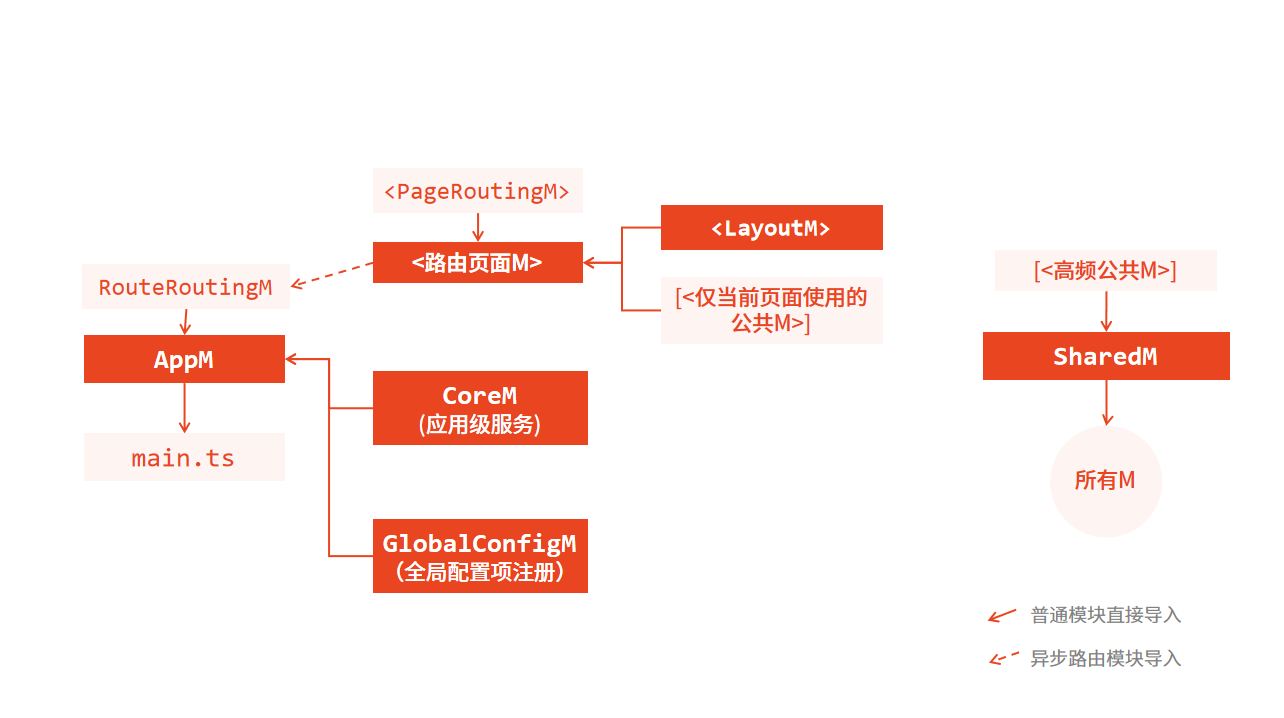 <PageRoutingM>
<路由页面M>
<LayoutM>
[<仅当前页面使用的
公共M>]
RouteRoutingM
AppM
main.ts
CoreM
(应用级服务)
GlobalConfigM
（全局配置项注册）
[<高频公共M>]
SharedM
所有M
普通模块直接导入
异步路由模块导入